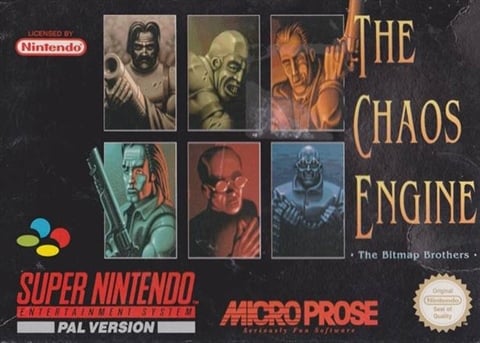 LICENSED BY
Nintendo
THE
CHAOS
ENGINE
· The Bitmap Brothers ·
SUPER NINTENDO
ENTERTAINMENT SYSTEM
PAL VERSION
MICROPROSE
Seriously Fun Software
Original
Nintendo
Seal of
Quality